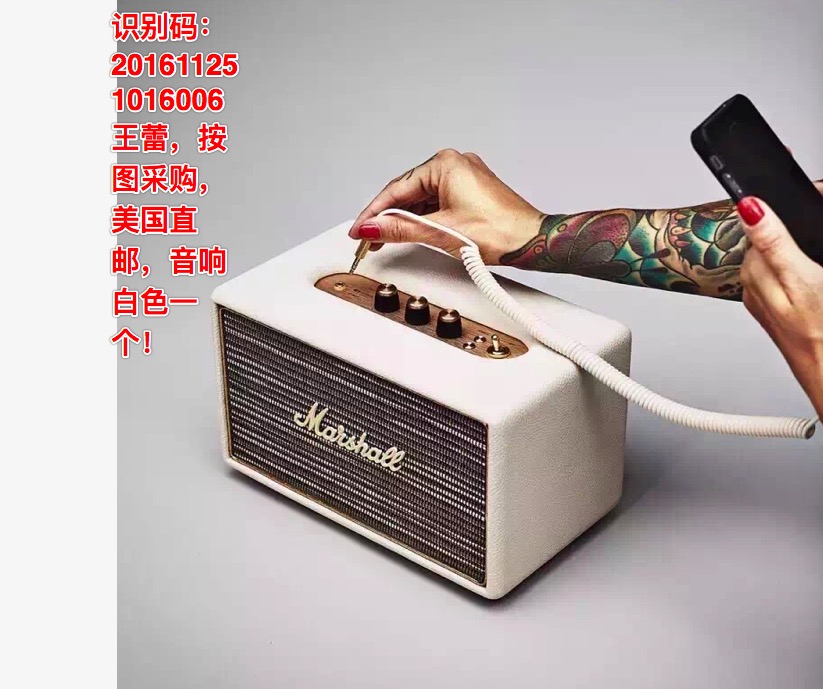 识别码：
20161125
1016006
王蕾，按
图采购，
美国直
邮，音响
白色一
个！
Marshall